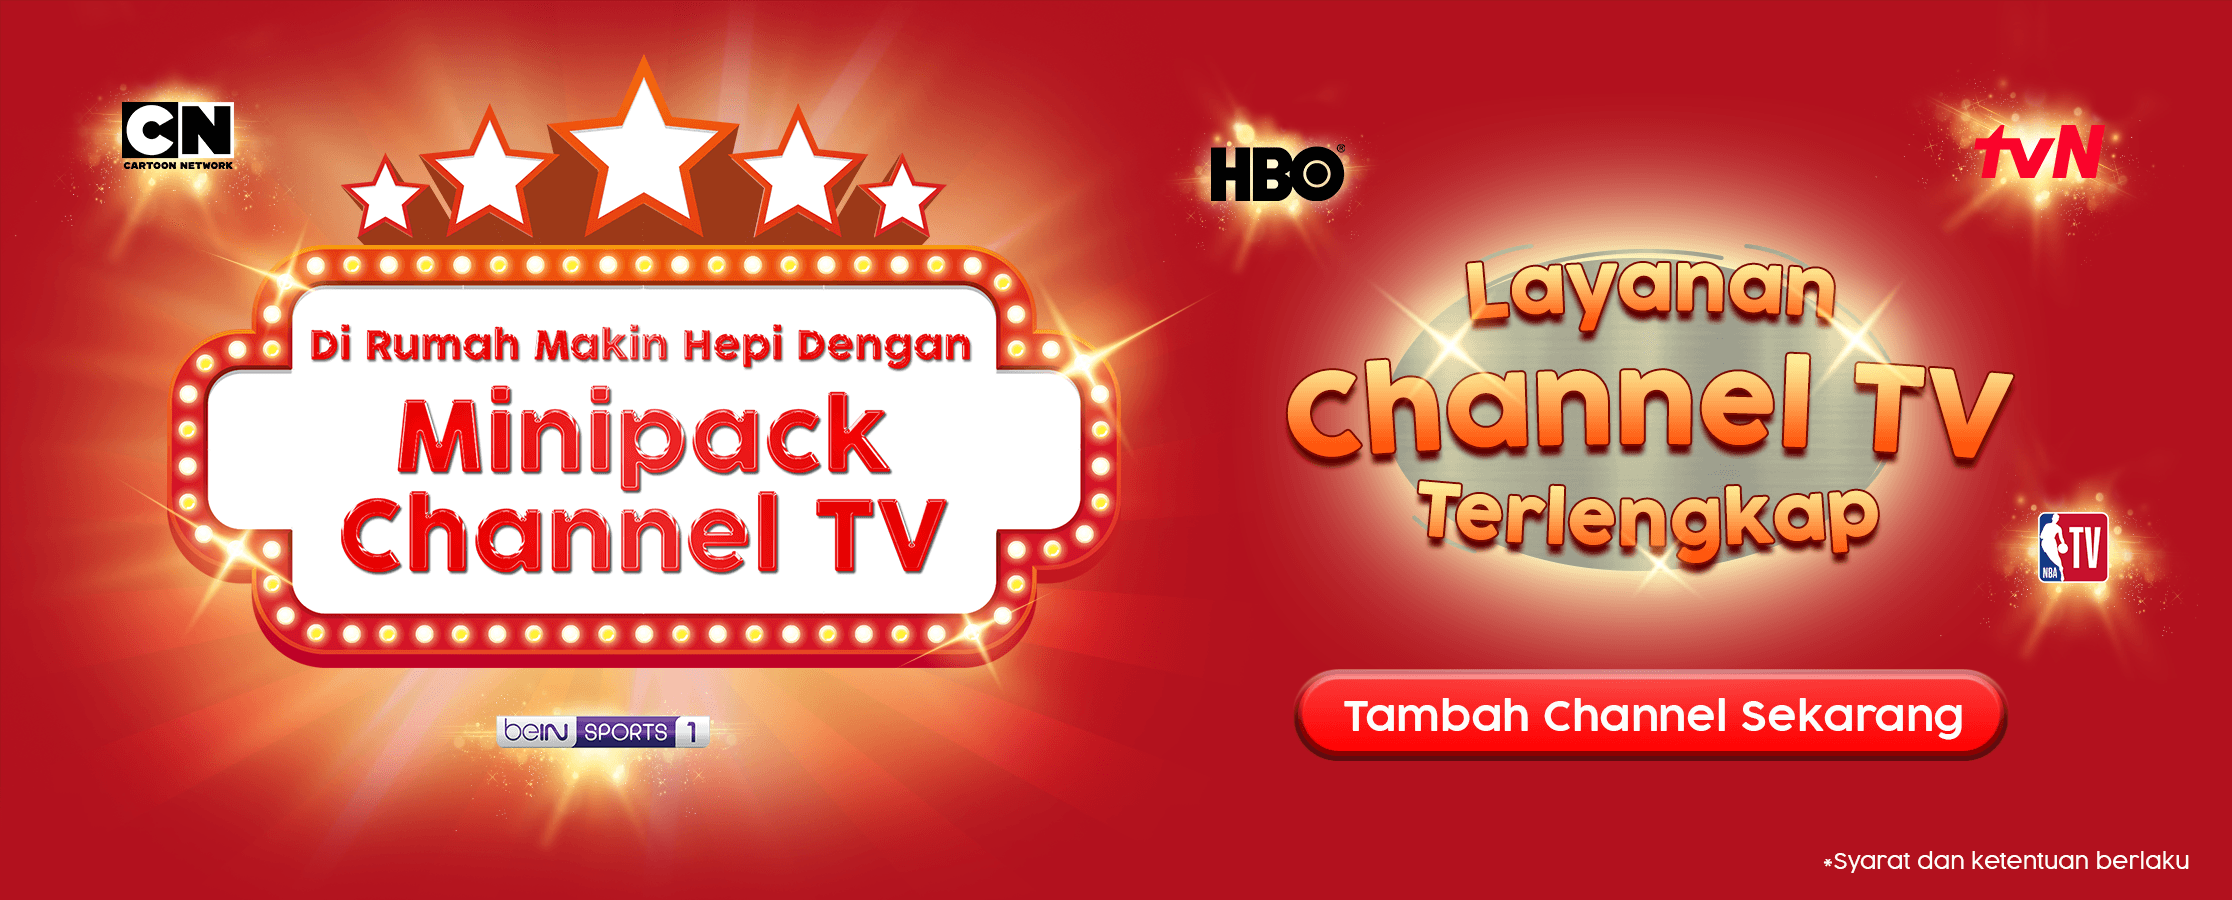 CN
CARTOON NETWORK
Di Rumah Makin Hepi Dengan
Minipack
Channel TV
beIN SPORTS 1
HBO®
tvN
Layanan
Channel TV
Terlengkap
NBA TV
Tambah Channel Sekarang
*Syarat dan ketentuan berlaku